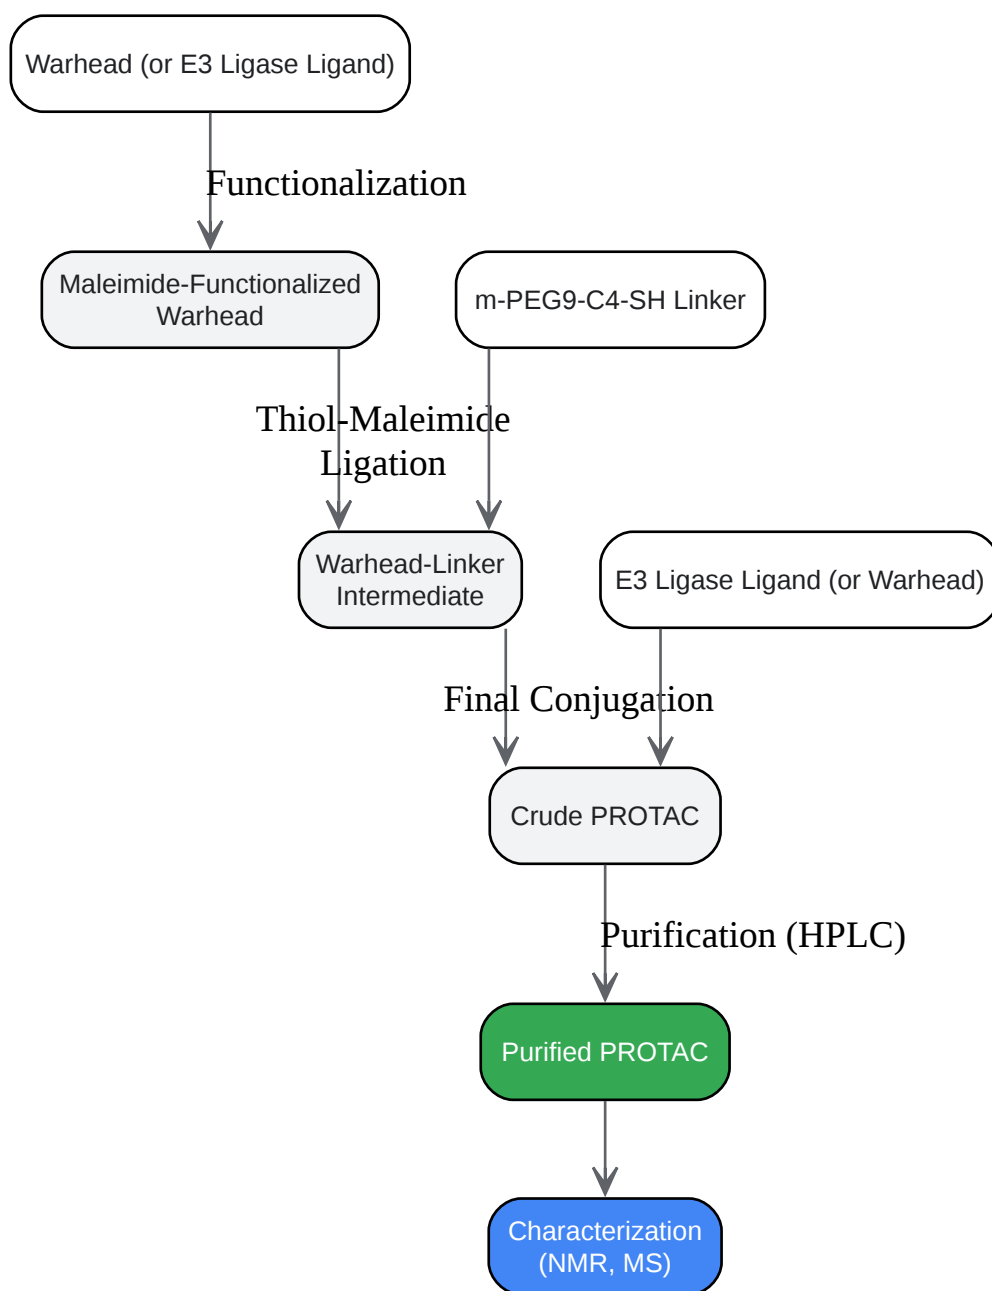 Warhead (or E3 Ligase Ligand)
Functionalization
Maleimide-Functionalized
Warhead
m-PEG9-C4-SH Linker
Thiol-Maleimide
Ligation
Warhead-Linker
Intermediate
E3 Ligase Ligand (or Warhead)
Final Conjugation
Crude PROTAC
Purification (HPLC)
Purified PROTAC
Characterization
(NMR, MS)